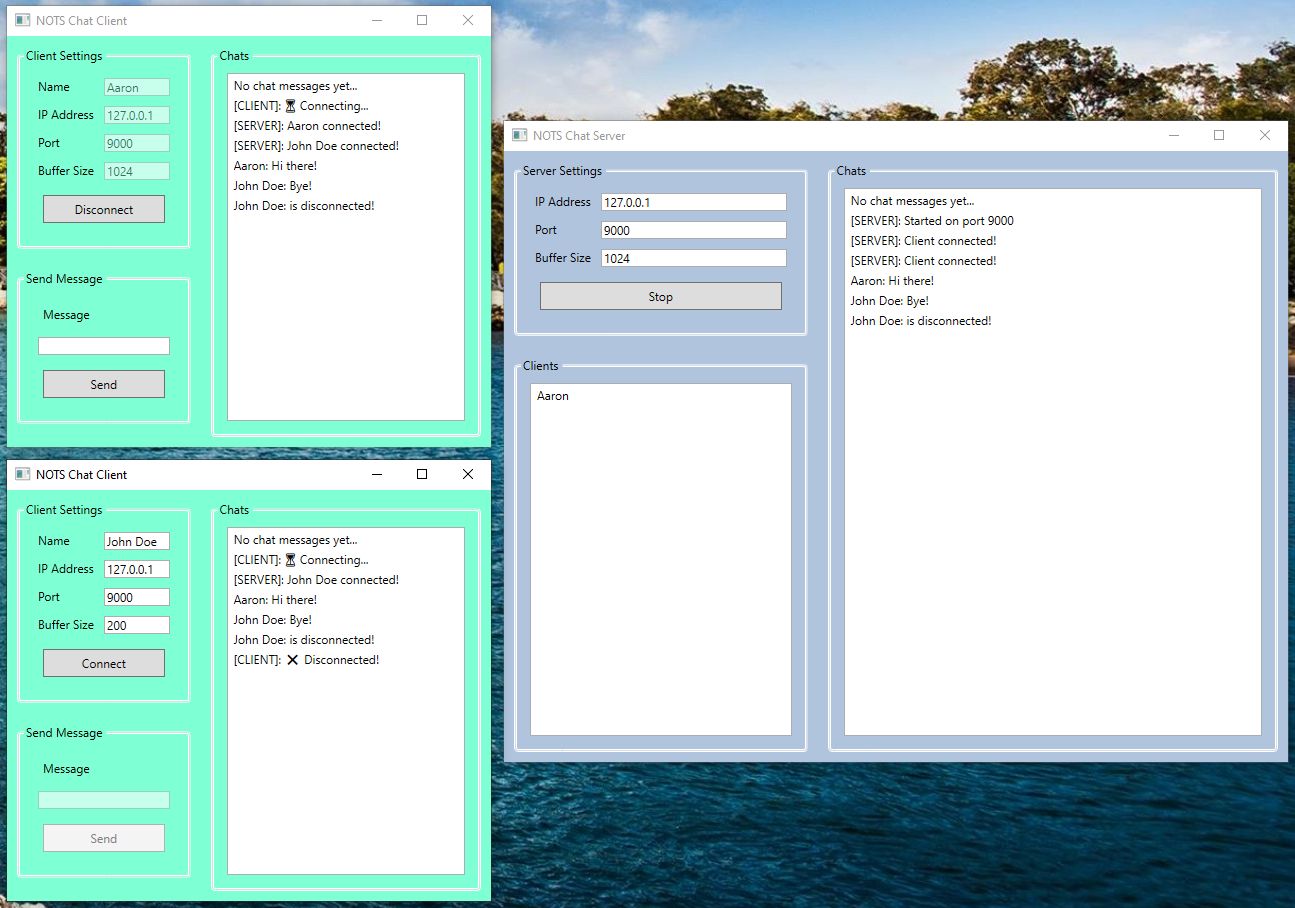 NOTS Chat Client
Client Settings
Name Aaron
IP Address 127.0.0.1
Port 9000
Buffer Size 1024
Disconnect
Send Message
Message
Send
Chats
No chat messages yet...
[CLIENT]: ⌛ Connecting...
[SERVER]: Aaron connected!
[SERVER]: John Doe connected!
Aaron: Hi there!
John Doe: Bye!
John Doe: is disconnected!
NOTS Chat Client
Client Settings
Name John Doe
IP Address 127.0.0.1
Port 9000
Buffer Size 200
Connect
Send Message
Message
Send
Chats
No chat messages yet...
[CLIENT]: ⌛ Connecting...
[SERVER]: John Doe connected!
Aaron: Hi there!
John Doe: Bye!
John Doe: is disconnected!
[CLIENT]: ❌ Disconnected!
NOTS Chat Server
Server Settings
IP Address 127.0.0.1
Port 9000
Buffer Size 1024
Stop
Clients
Aaron
Chats
No chat messages yet...
[SERVER]: Started on port 9000
[SERVER]: Client connected!
[SERVER]: Client connected!
Aaron: Hi there!
John Doe: Bye!
John Doe: is disconnected!